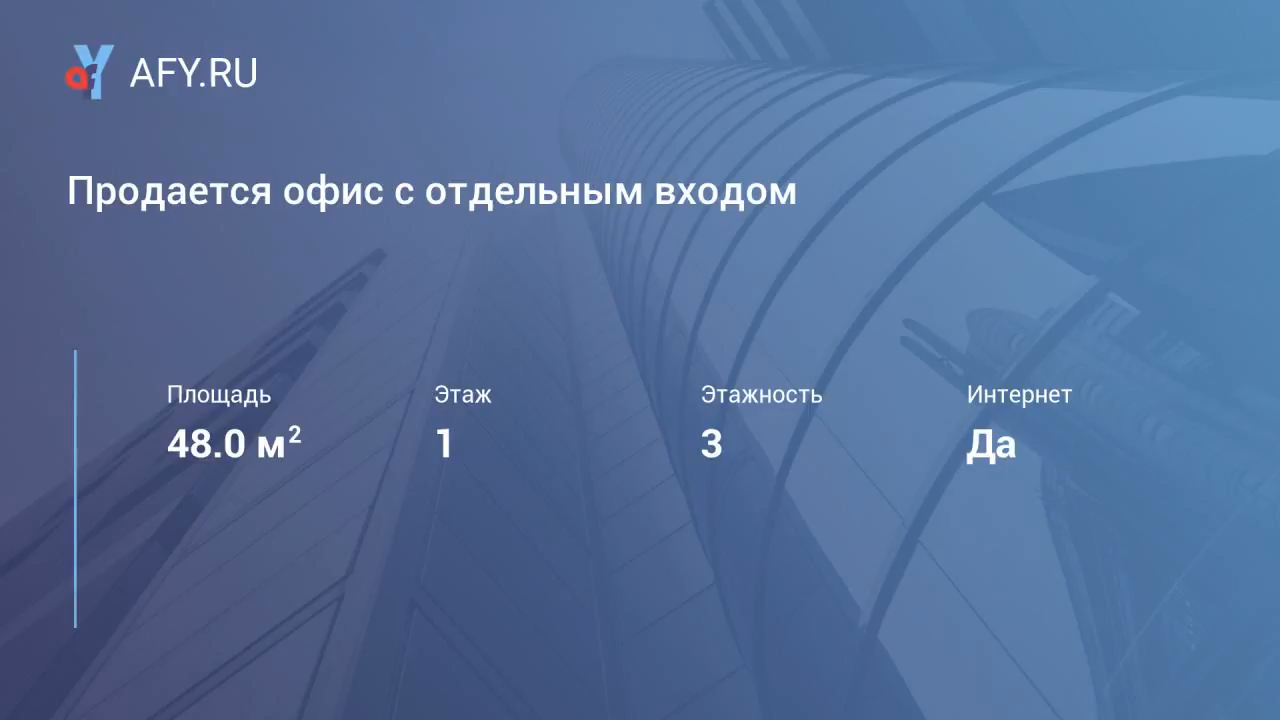 AFY.RU
Продается офис с отдельным входом
Площадь Этаж Этажность Интернет
48.0 м² 1 3 Да